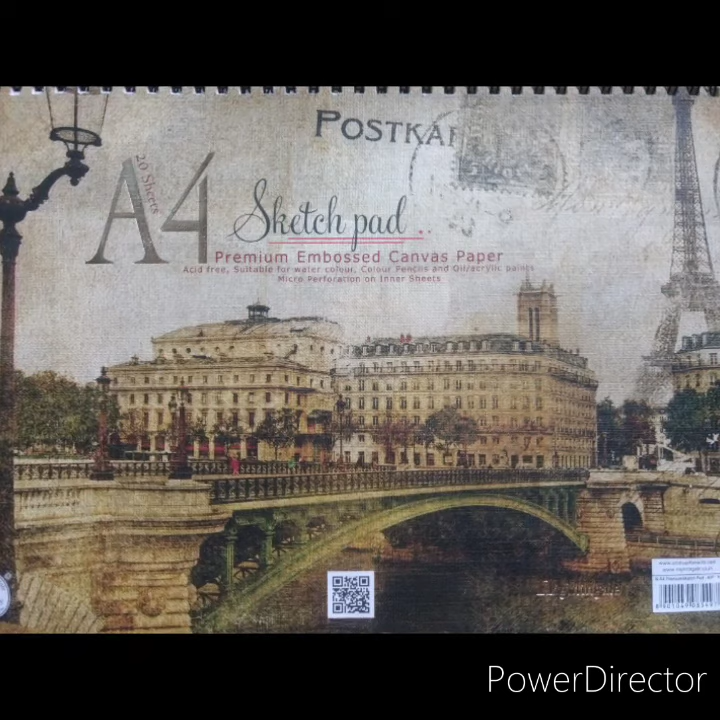 POSTKAR
20 Sheets
A4
Sketch pad
Premium Embossed Canvas Paper
Acid free, Suitable for water colour, Colour Pencils and Oil/acrylic paints
Micro Perforation on Inner Sheets
PowerDirector